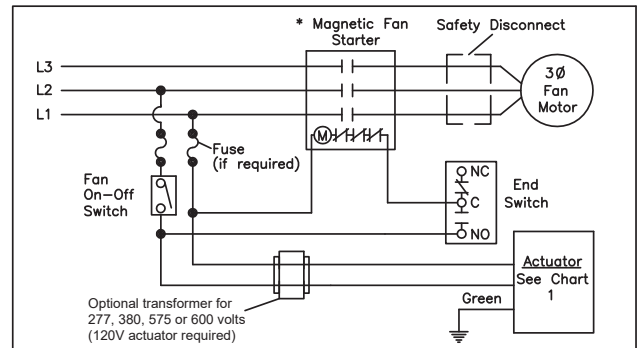 * Magnetic Fan
Starter
Safety Disconnect
L3
L2
L1
3Ø
Fan
Motor
M
Fuse
(if required)
Fan
On-Off
Switch
NC
C
NO
End
Switch
Actuator
See Chart
1
Green
Optional transformer for
277, 380, 575 or 600 volts
(120V actuator required)